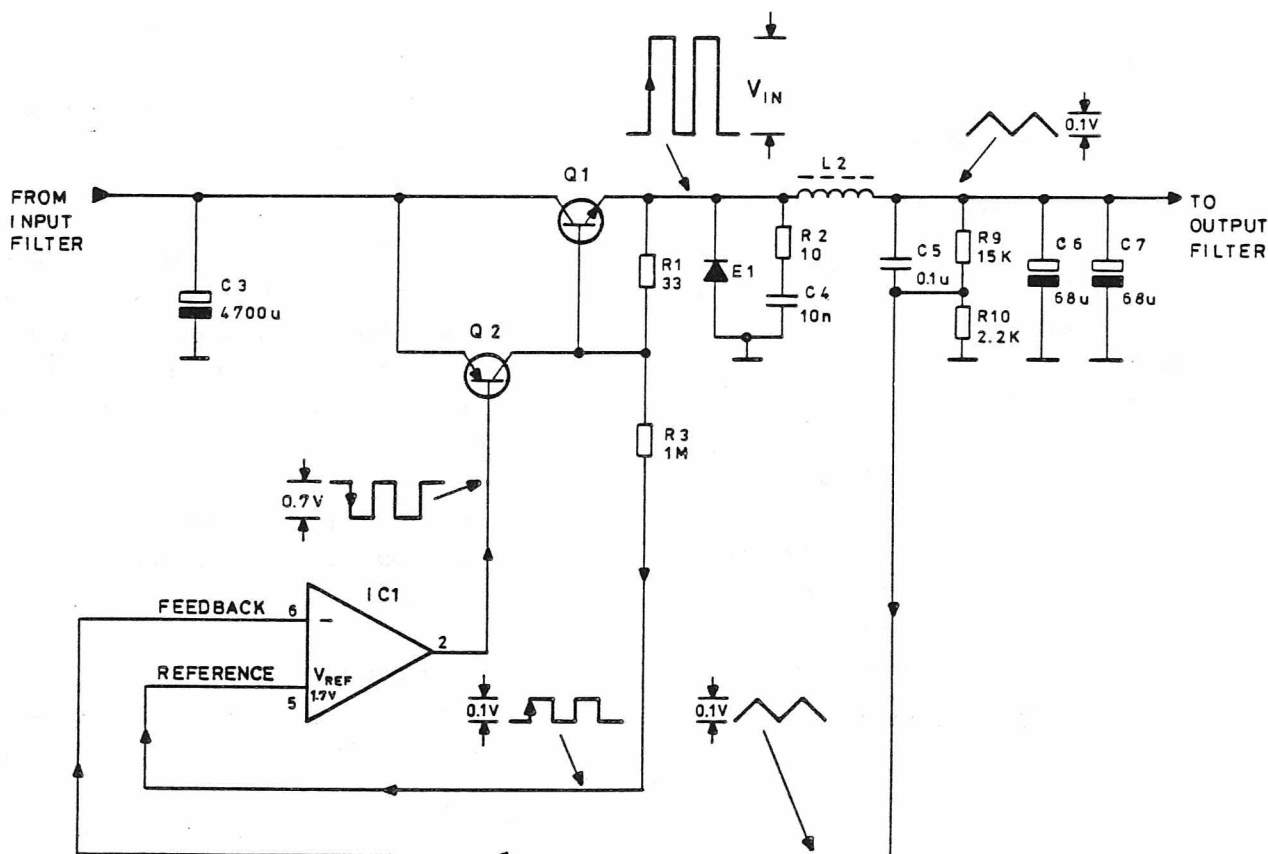 V IN
0.1V
L2
Q1
FROM
INPUT
FILTER
TO
OUTPUT
FILTER
R2
10
R9
15K
C6
68u
C7
68u
C5
0.1u
R1
33
E1
C3
4700u
C4
10n
R10
2.2K
Q2
R3
1M
0.7V
IC1
FEEDBACK
6
−
2
REFERENCE
VREF
1.7V
5
0.1V
0.1V